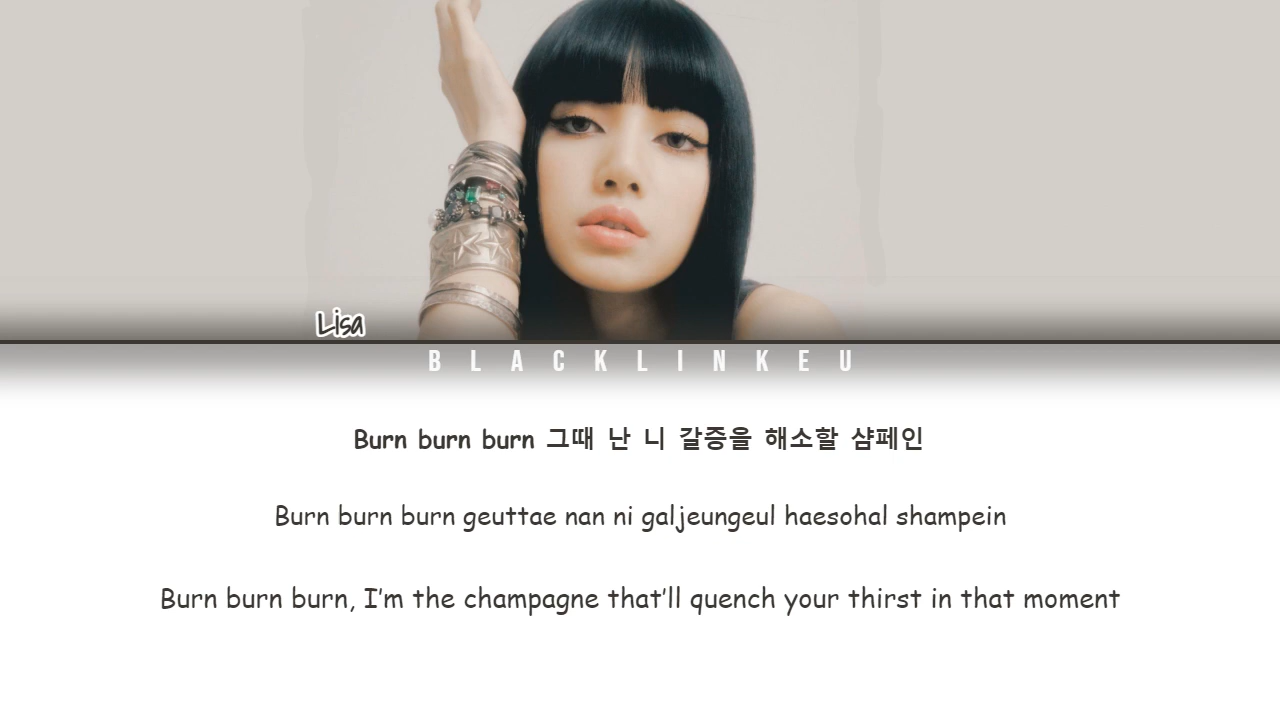 Lisa
BLACKLINKEU
Burn burn burn 그때 난 니 갈증을 해소할 샴페인
Burn burn burn geuttae nan ni galjeungeul haesohal shampein
Burn burn burn, I'm the champagne that'll quench your thirst in that moment